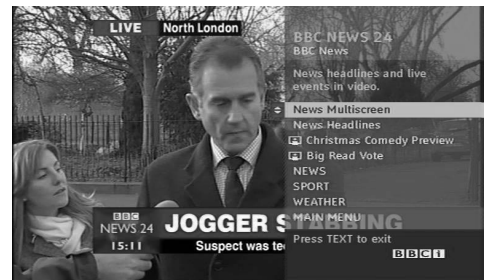 LIVE North London
BBC NEWS 24
BBC News
News headlines and live
events in video.
News Multiscreen
News Headlines
Christmas Comedy Preview
Big Read Vote
NEWS
SPORT
WEATHER
MAIN MENU
Press TEXT to exit
BBC 1
BBC
NEWS 24
15:11
JOGGER STABBING
Suspect was